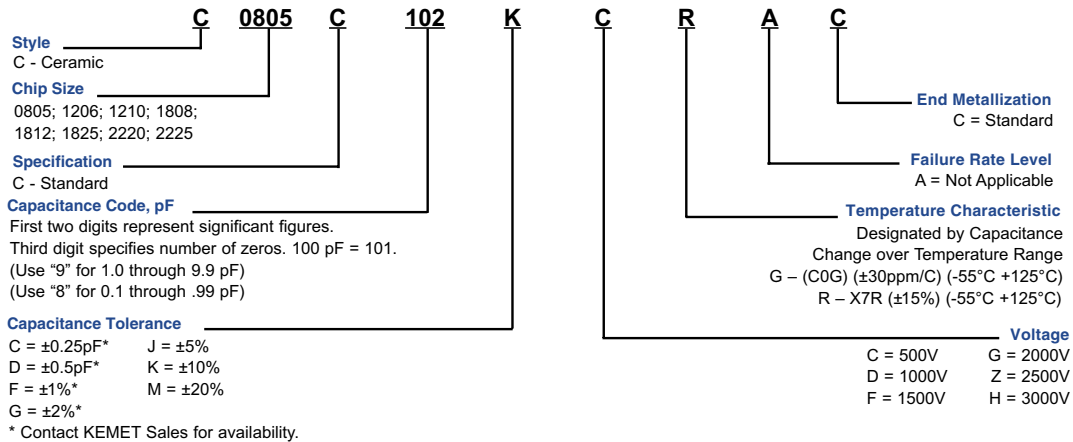 C 0805 C 102 K C R A C
Style
C - Ceramic
Chip Size
0805; 1206; 1210; 1808;
1812; 1825; 2220; 2225
Specification
C - Standard
Capacitance Code, pF
First two digits represent significant figures.
Third digit specifies number of zeros. 100 pF = 101.
(Use “9” for 1.0 through 9.9 pF)
(Use “8” for 0.1 through .99 pF)
Capacitance Tolerance
C = ±0.25pF* J = ±5%
D = ±0.5pF* K = ±10%
F = ±1%* M = ±20%
G = ±2%*
* Contact KEMET Sales for availability.
End Metallization
C = Standard
Failure Rate Level
A = Not Applicable
Temperature Characteristic
Designated by Capacitance
Change over Temperature Range
G – (C0G) (±30ppm/C) (-55°C +125°C)
R – X7R (±15%) (-55°C +125°C)
Voltage
C = 500V G = 2000V
D = 1000V Z = 2500V
F = 1500V H = 3000V